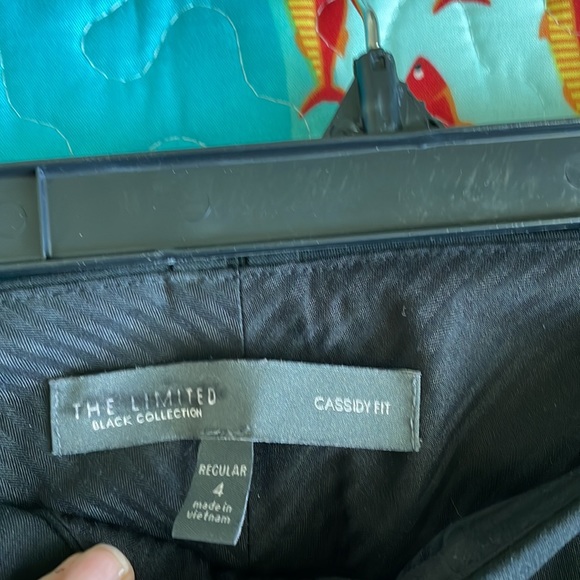 THE LIMITED
BLACK COLLECTION
CASSIDY FIT
REGULAR
4
made in
vietnam